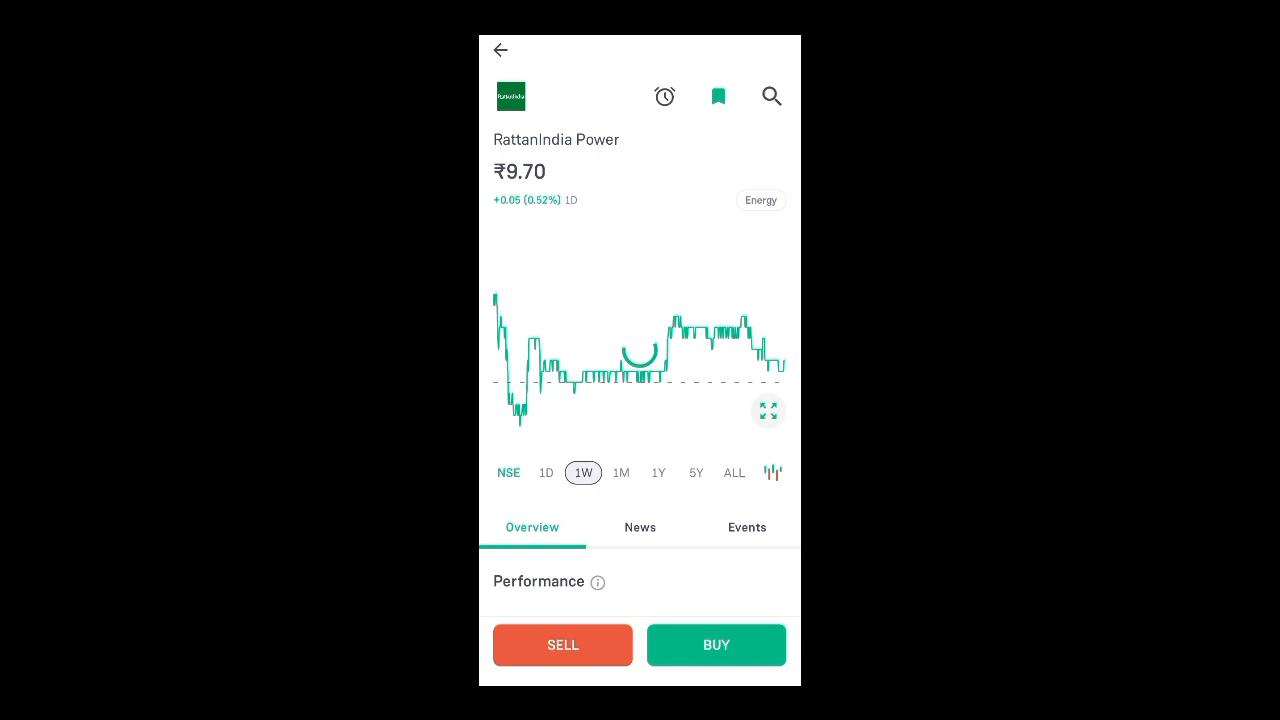 RattanIndia
RattanIndia Power
₹9.70
+0.05 (0.52%) 1D
Energy
NSE 1D 1W 1M 1Y 5Y ALL
Overview News Events
Performance
SELL BUY